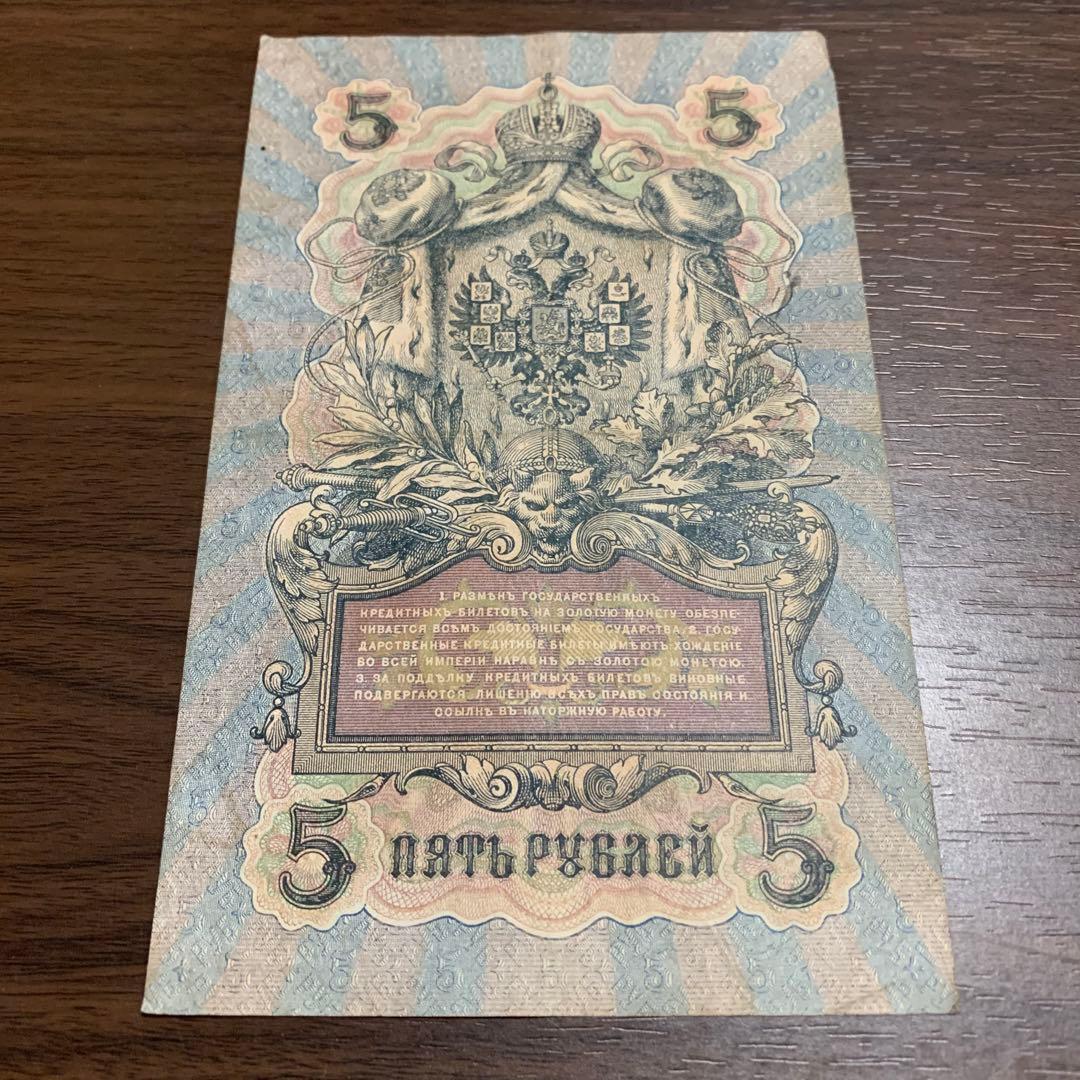 5 5
1. РАЗМѢНЪ ГОСУДАРСТВЕННЫХЪ
КРЕДИТНЫХЪ БИЛЕТОВЪ НА ЗОЛОТУЮ МОНЕТУ ОБЕЗПЕ-
ЧИВАЕТСЯ ВСѢМЪ ДОСТОЯНІЕМЪ ГОСУДАРСТВА. 2. ГОСУ-
ДАРСТВЕННЫЕ КРЕДИТНЫЕ БИЛЕТЫ ИМѢЮТЪ ХОЖДЕНІЕ
ВО ВСЕЙ ИМПЕРІИ НАРАВНѢ СЪ ЗОЛОТОЮ МОНЕТОЮ.
3. ЗА ПОДДѢЛКУ КРЕДИТНЫХЪ БИЛЕТОВЪ ВИНОВНЫЕ
ПОДВЕРГАЮТСЯ ЛИШЕНІЮ ВСѢХЪ ПРАВЪ СОСТОЯНІЯ И
ССЫЛКѢ ВЪ КАТОРЖНУЮ РАБОТУ.
5 ПЯТЬ РУБЛЕЙ 5